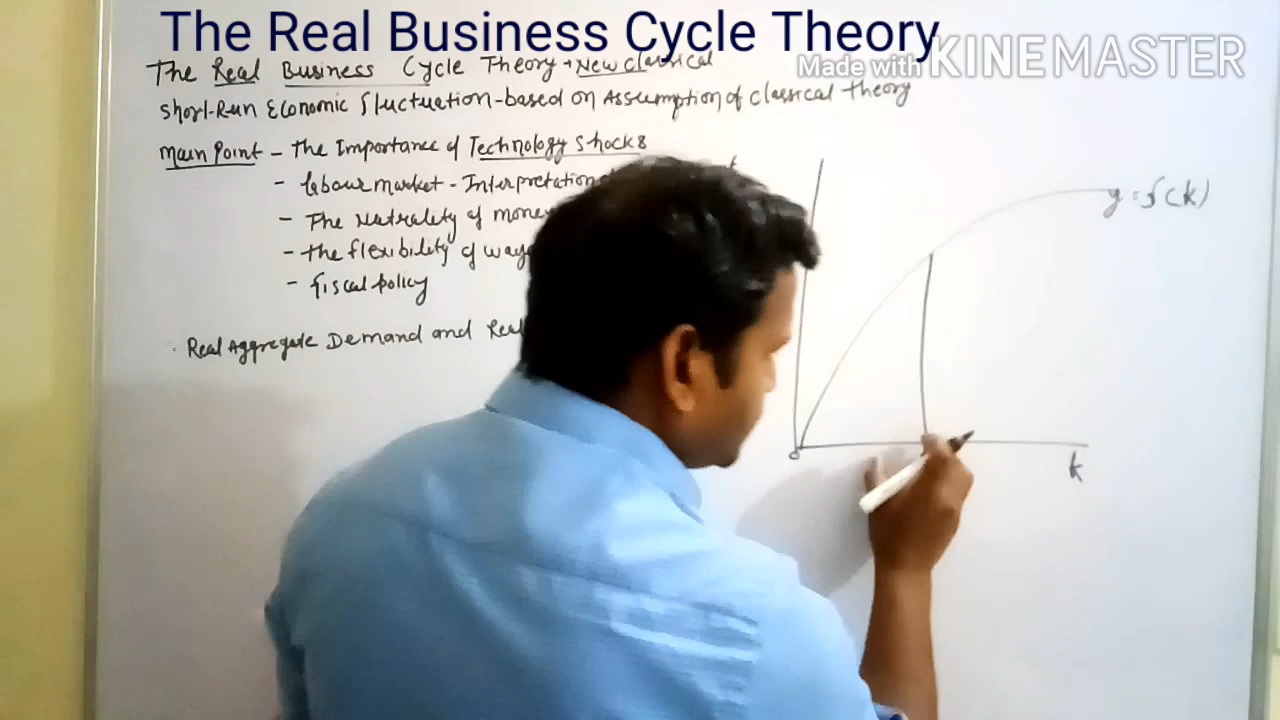 The Real Business Cycle Theory
Made with KINEMASTER
The Real Business Cycle Theory + New Classical
Short-Run Economic fluctuation-based on Assumption of Classical Theory
Main Point - The Importance of Technology Shocks
- labour market - Interpretation
- The Nutrality of money
- the flexibility of wag
- fiscal policy
Real Aggregate Demand and Real
y = f(k)
o
k